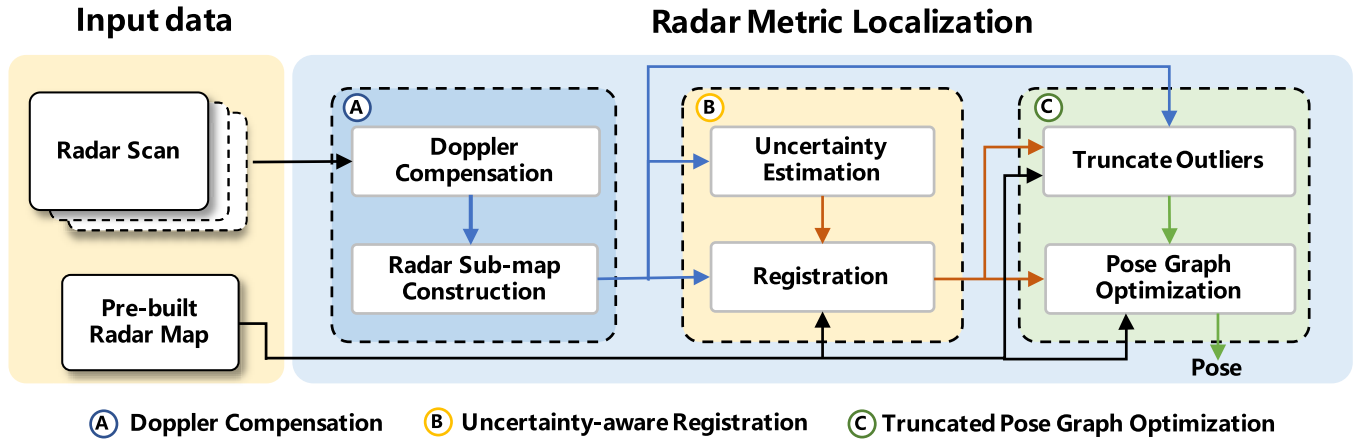 Input data
Radar Metric Localization
Radar Scan
Pre-built
Radar Map
A
Doppler
Compensation
Radar Sub-map
Construction
B
Uncertainty
Estimation
Registration
C
Truncate Outliers
Pose Graph
Optimization
Pose
A Doppler Compensation
B Uncertainty-aware Registration
C Truncated Pose Graph Optimization